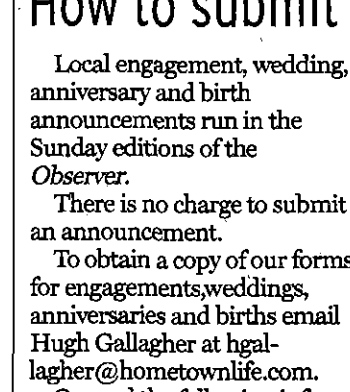 How to submit
Local engagement, wedding,
anniversary and birth
announcements run in the
Sunday editions of the
Observer.
There is no charge to submit
an announcement.
To obtain a copy of our forms
for engagements,weddings,
anniversaries and births email
Hugh Gallagher at hgal-
lagher@hometownlife.com.